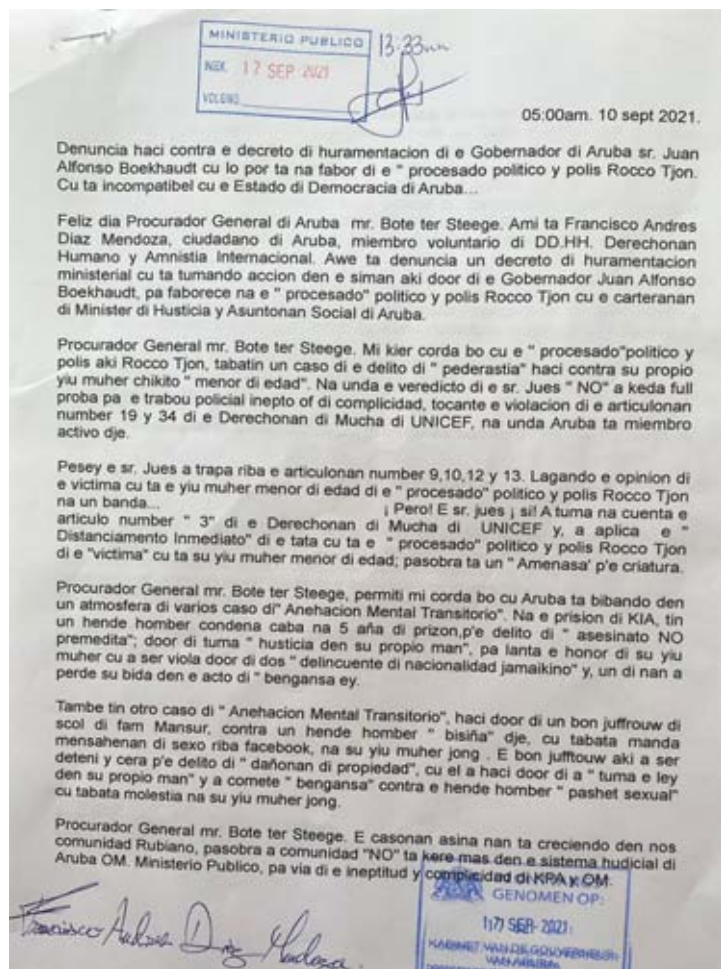 MINISTERIO PUBLICO
13:33
17 SEP 2021
05:00am. 10 sept 2021.
Denuncia haci contra e decreto di huramentacion di e Gobernador di Aruba sr. Juan
Alfonso Boekhaudt cu lo por ta na fabor di e " procesado politico y polis Rocco Tjon.
Cu ta incompatibel cu e Estado di Democracia di Aruba...
Feliz dia Procurador General di Aruba mr. Bote ter Steege. Ami ta Francisco Andres
Diaz Mendoza, ciudadano di Aruba, miembro voluntario di DD.HH. Derechonan
Humano y Amnistia Internacional. Awe ta denuncia un decreto di huramentacion
ministerial cu ta tumando accion den e siman aki door di e Gobernador Juan Alfonso
Boekhaudt, pa faborece na e " procesado" politico y polis Rocco Tjon cu e carteranan
di Minister di Husticia y Asuntonan Social di Aruba.
Procurador General mr. Bote ter Steege. Mi kier corda bo cu e " procesado"politico y
polis aki Rocco Tjon, tabatin un caso di e delito di " pederastia" haci contra su propio
yiu muher chikito " menor di edad". Na unda e veredicto di e sr. Jues " NO" a keda full
proba pa e trabou policial inepto of di complicidad, tocante e violacion di e articulonan
number 19 y 34 di e Derechonan di Mucha di UNICEF, na unda Aruba ta miembro
activo dje.
Pesey e sr. Jues a trapa riba e articulonan number 9,10,12 y 13. Lagando e opinion di
e victima cu ta e yiu muher menor di edad di e " procesado" politico y polis Rocco Tjon
na un banda... ¡ Pero! E sr. jues ¡ si! A tuma na cuenta e
articulo number " 3" di e Derechonan di Mucha di UNICEF y, a aplica e "
Distanciamento Inmediato" di e tata cu ta e " procesado" politico y polis Rocco Tjon
di e "victima" cu ta su yiu muher menor di edad; pasobra ta un " Amenasa' p'e criatura.
Procurador General mr. Bote ter Steege, permiti mi corda bo cu Aruba ta bibando den
un atmosfera di varios caso di" Anehacion Mental Transitorio". Na e prision di KIA, tin
un hende homber condena caba na 5 aña di prizon,p'e delito di " asesinato NO
premedita"; door di tuma " husticia den su propio man", pa lanta e honor di su yiu
muher cu a ser viola door di dos " delincuente di nacionalidad jamaikino" y, un di nan a
perde su bida den e acto di " bengansa ey.
Tambe tin otro caso di " Anehacion Mental Transitorio", haci door di un bon juffrouw di
scol di fam Mansur, contra un hende homber " bisiña" dje, cu tabata manda
mensahenan di sexo riba facebook, na su yiu muher jong . E bon jufftouw aki a ser
deteni y cera p'e delito di " dañonan di propiedad", cu el a haci door di a " tuma e ley
den su propio man" y a comete " bengansa" contra e hende homber " pashet sexual"
cu tabata molestia na su yiu muher jong.
Procurador General mr. Bote ter Steege. E casonan asina nan ta creciendo den nos
comunidad Rubiano, pasobra a comunidad "NO" ta kere mas den e sistema hudicial di
Aruba OM. Ministerio Publico, pa via di e ineptitud y complicidad di KPA y OM.
Francisco Andres Diaz Mendoza.
GENOMEN OP:
17 SEP 2021
KABINET VAN DE GOUVERNEUR
VAN ARUBA